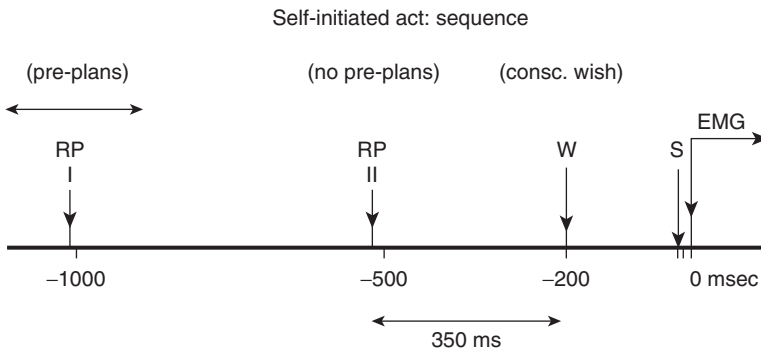 Self-initiated act: sequence
(pre-plans) (no pre-plans) (consc. wish)
EMG
RP RP W S
I II
–1000 –500 –200 0 msec
350 ms